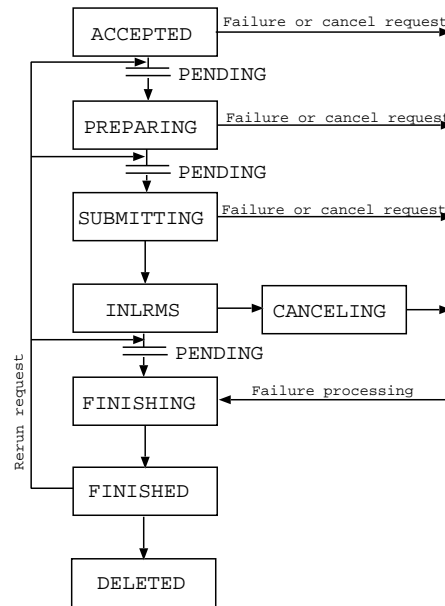 ACCEPTED
Failure or cancel request
PENDING
PREPARING
Failure or cancel request
PENDING
SUBMITTING
Failure or cancel request
INLRMS
CANCELING
PENDING
FINISHING
Failure processing
Rerun request
FINISHED
DELETED